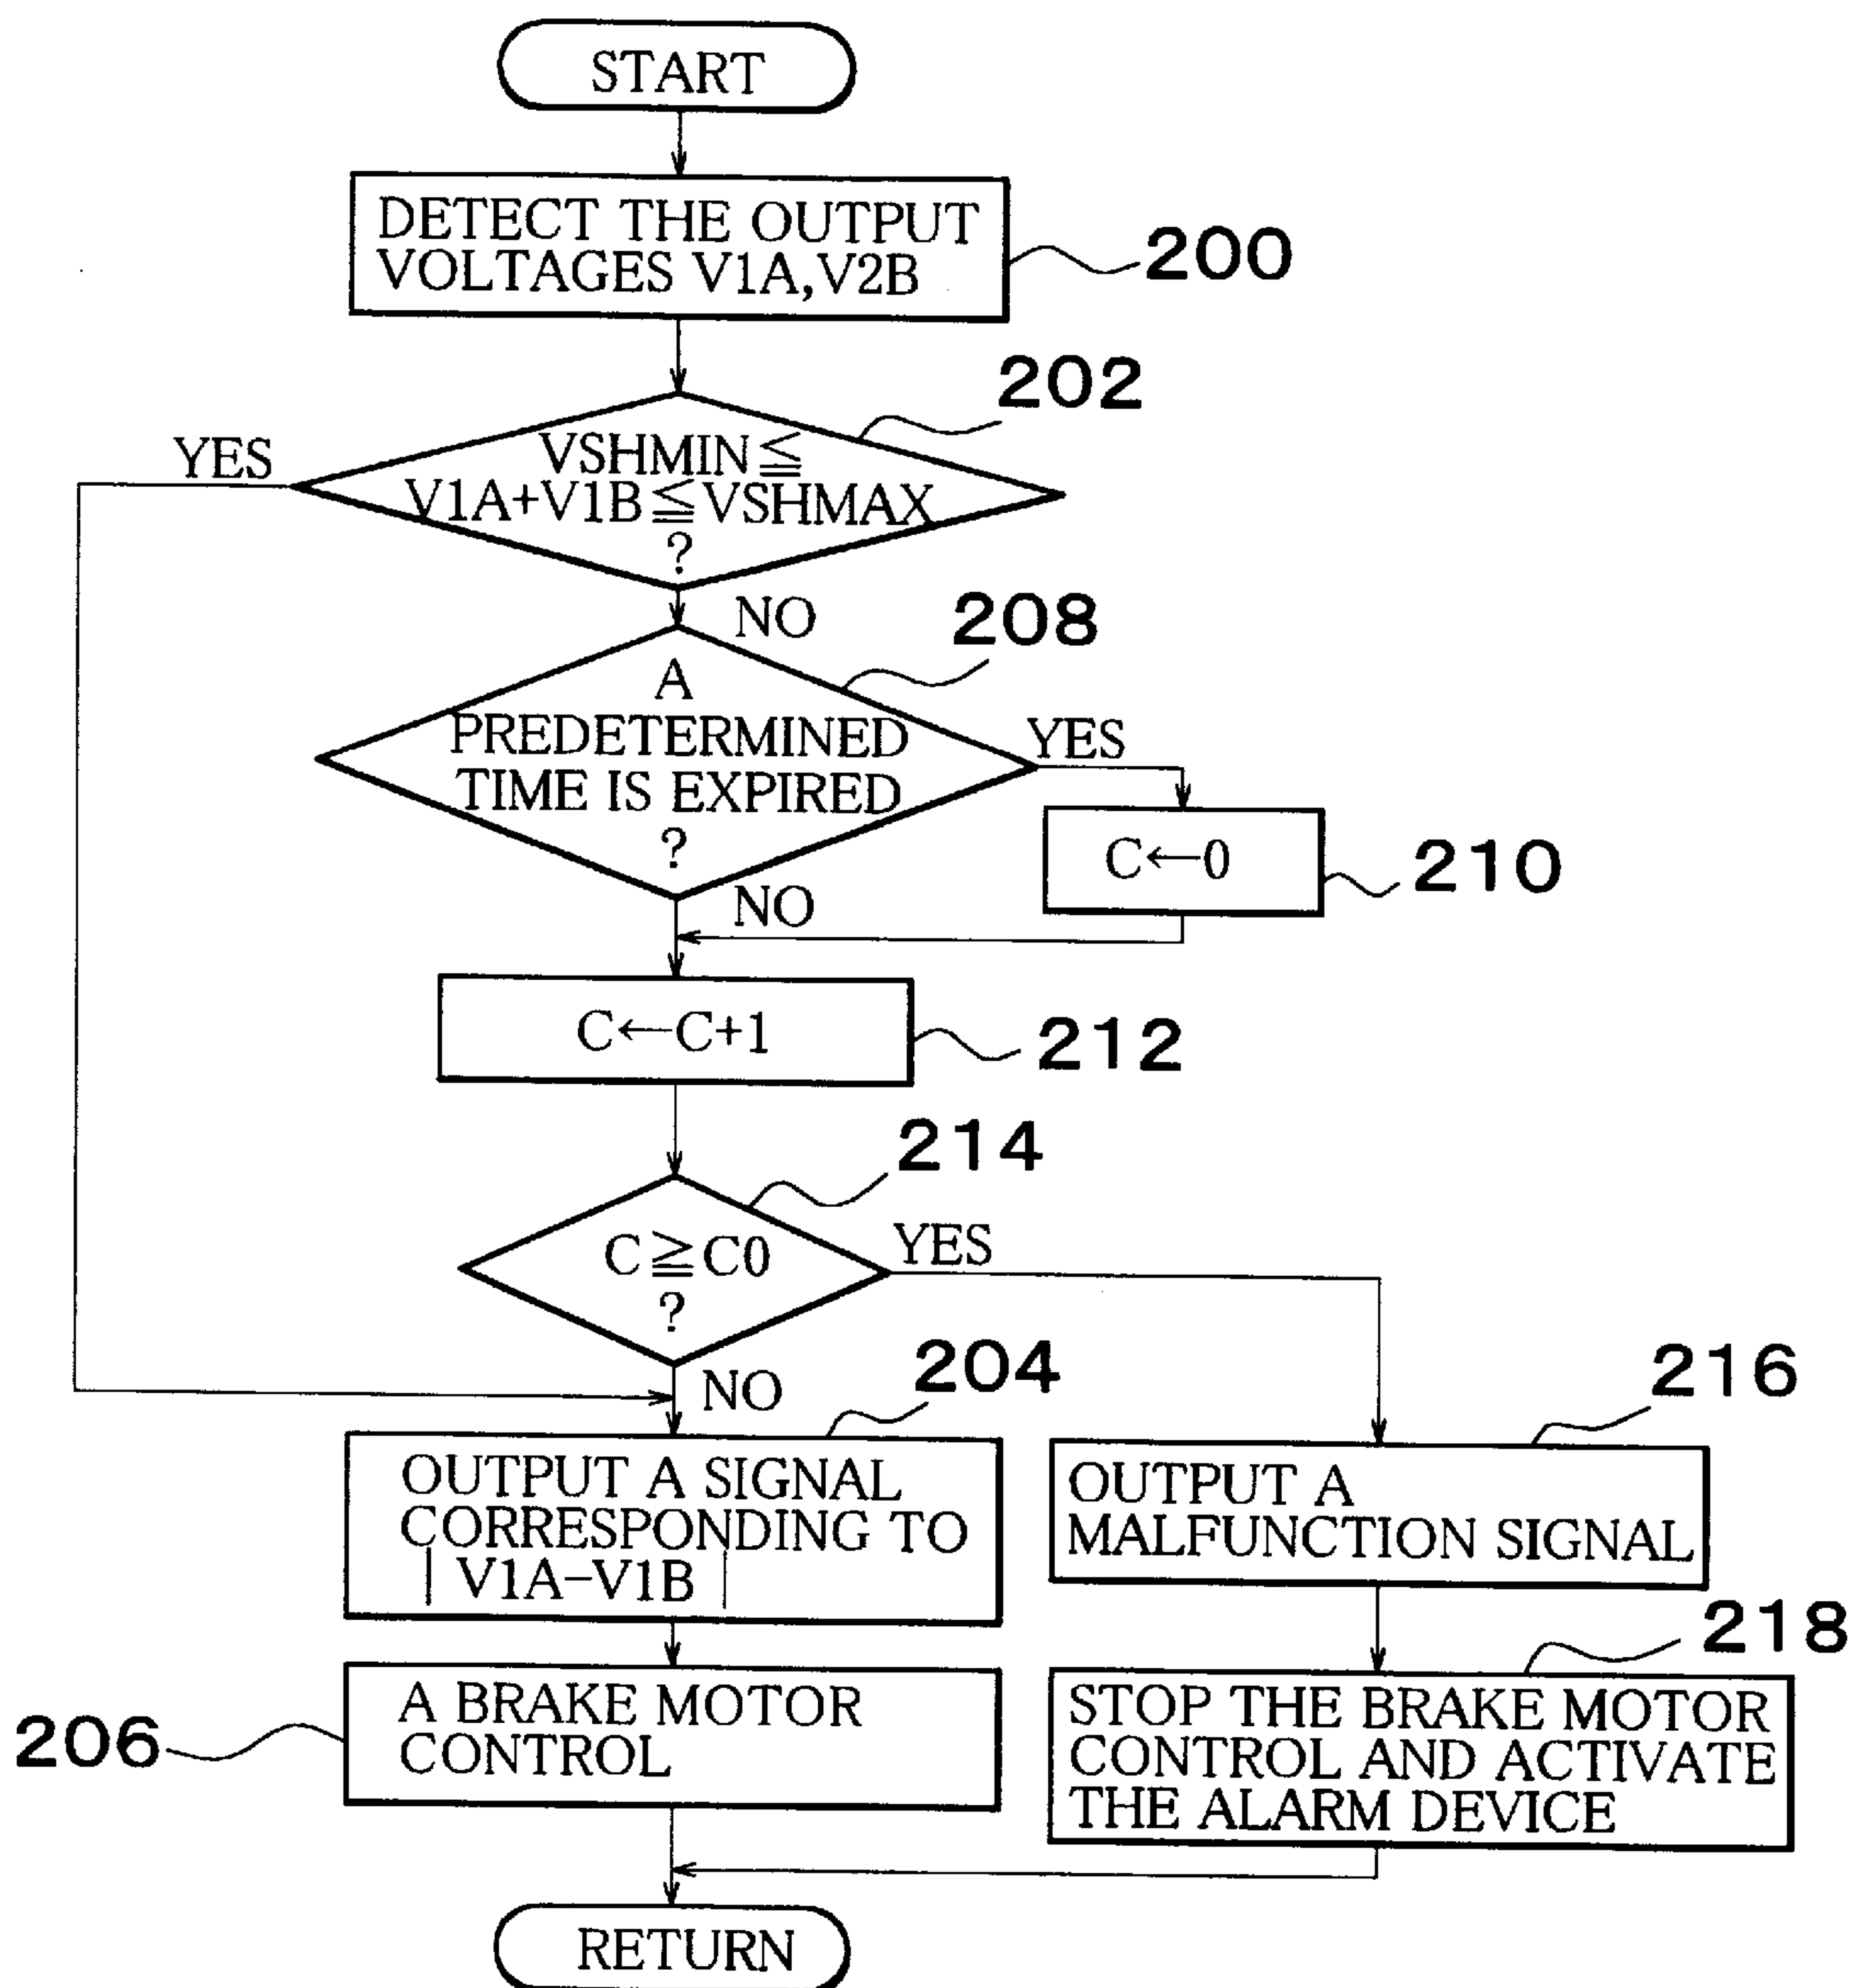 START
DETECT THE OUTPUT
VOLTAGES V1A,V2B
200
202
YES
VSHMIN≦
V1A+V1B≦VSHMAX
?
NO
208
A
PREDETERMINED
TIME IS EXPIRED
?
YES
C←0
210
NO
C←C+1
212
214
C≧C0
?
YES
NO
204
216
OUTPUT A SIGNAL
CORRESPONDING TO
| V1A−V1B |
OUTPUT A
MALFUNCTION SIGNAL
218
206
A BRAKE MOTOR
CONTROL
STOP THE BRAKE MOTOR
CONTROL AND ACTIVATE
THE ALARM DEVICE
RETURN